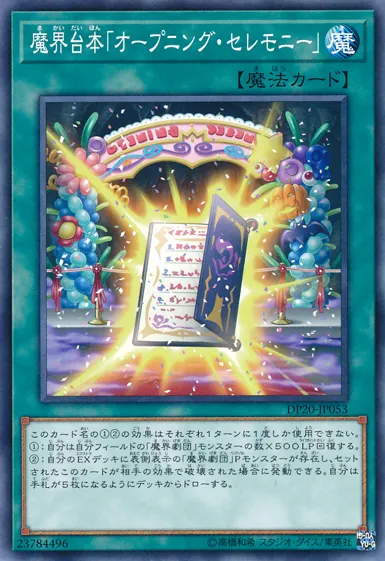 魔界台本「オープニング・セレモニー」
魔
【魔法カード】
DP20-JP053
このカード名の①②の効果はそれぞれ1ターンに1度しか使用できない。
①:自分は自分フィールドの「魔界劇団」モンスターの数×500LP回復する。
②:自分のEXデッキに表側表示の「魔界劇団」Pモンスターが存在し、セット
されたこのカードが相手の効果で破壊された場合に発動できる。自分は
手札が5枚になるようにデッキからドローする。
23784496
©高橋和希 スタジオ・ダイス/集英社